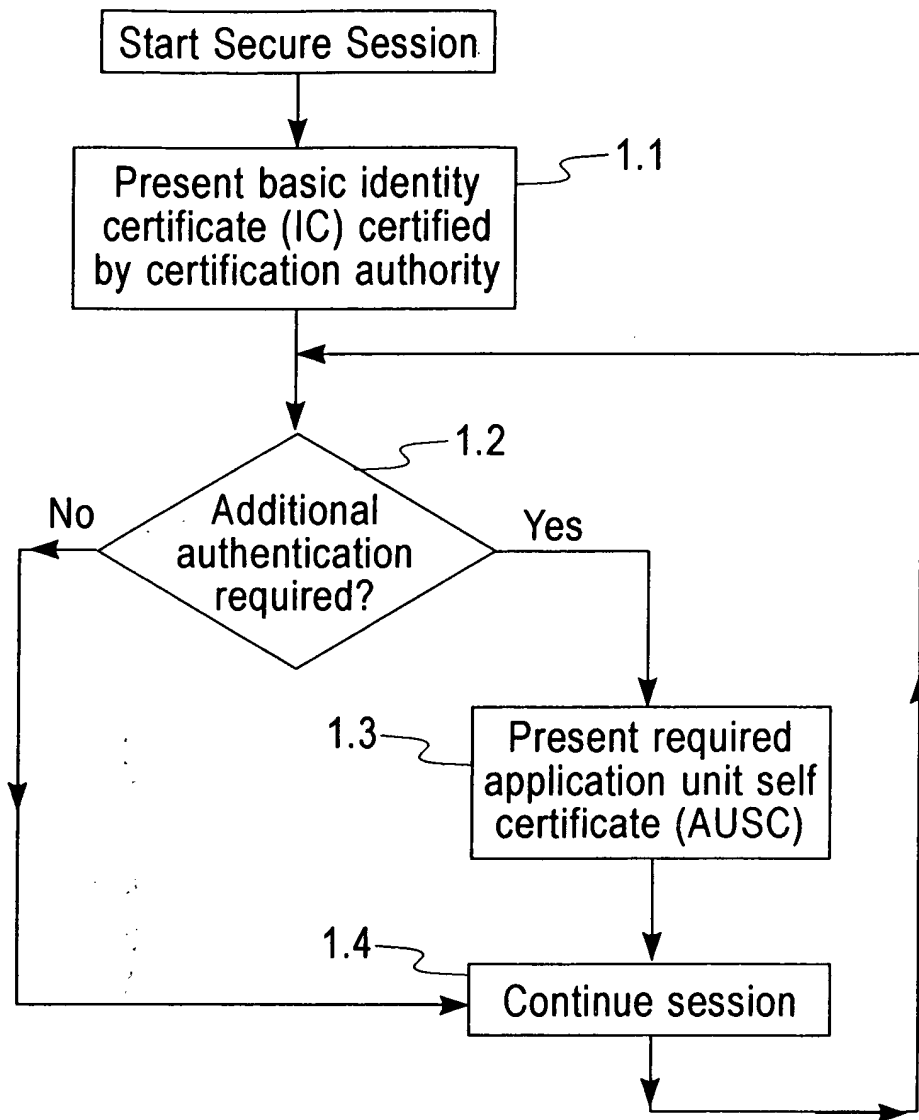 Start Secure Session
1.1
Present basic identity
certificate (IC) certified
by certification authority
1.2
No
Additional
authentication
required?
Yes
1.3
Present required
application unit self
certificate (AUSC)
1.4
Continue session